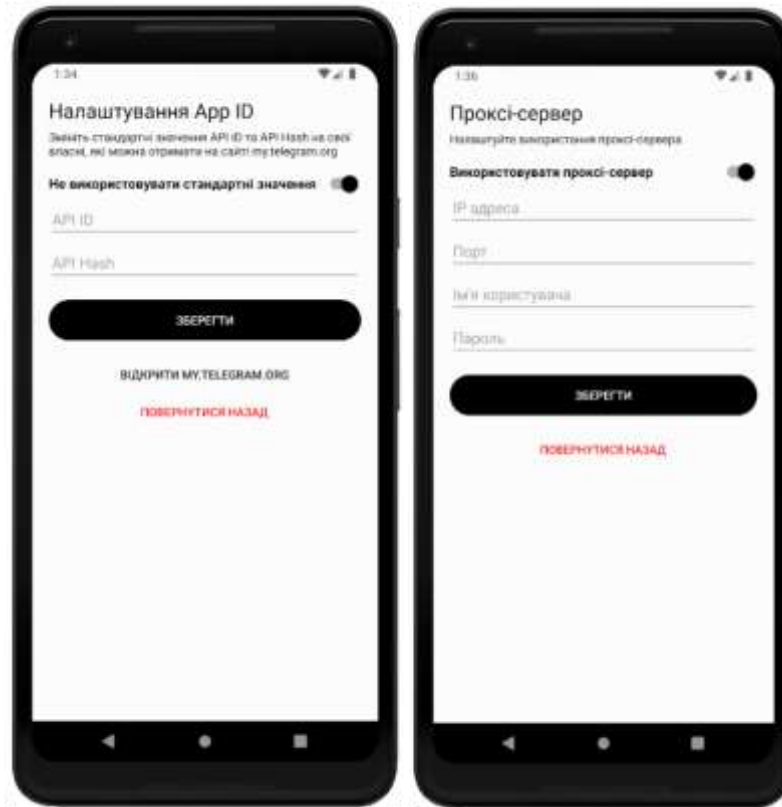 1:34
Налаштування App ID
Змініть стандартні значення API ID та API Hash на свої
власні, які можна отримати на сайті my.telegram.org
Не використовувати стандартні значення
API ID
API Hash
ЗБЕРЕГТИ
ВІДКРИТИ MY.TELEGRAM.ORG
ПОВЕРНУТИСЯ НАЗАД
1:36
Проксі-сервер
Налаштуйте використання проксі-сервера
Використовувати проксі-сервер
IP адреса
Порт
Ім'я користувача
Пароль
ЗБЕРЕГТИ
ПОВЕРНУТИСЯ НАЗАД